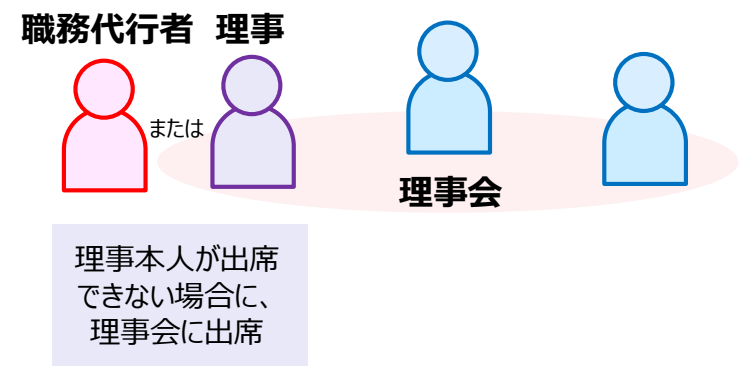 職務代行者 理事
または
理事会
理事本人が出席
できない場合に、
理事会に出席